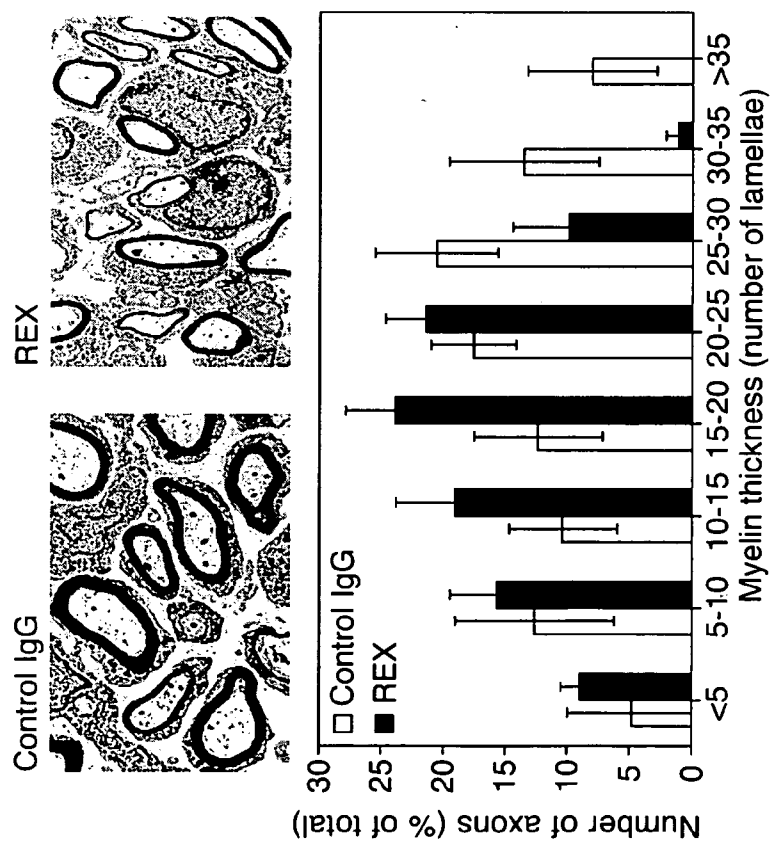 Control IgG
REX
Number of axons (% of total)
30
25
20
15
10
5
0
Control IgG
REX
<5
5-10
10-15
15-20
20-25
25-30
30-35
>35
Myelin thickness (number of lamellae)